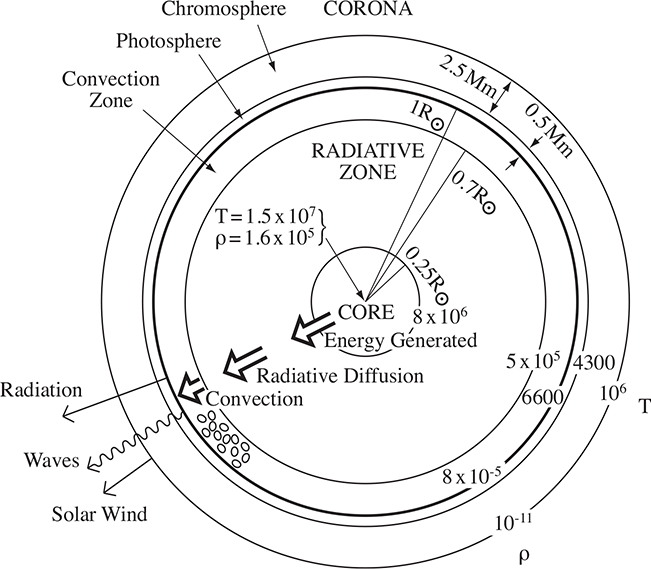 Chromosphere CORONA
Photosphere
Convection
Zone
2.5Mm
0.5Mm
1R⊙
RADIATIVE
ZONE
0.7R⊙
T = 1.5 x 10⁷
ρ = 1.6 x 10⁵
0.25R⊙
CORE
8 x 10⁶
Energy Generated
Radiative Diffusion
Convection
5 x 10⁵
4300
6600
10⁶
T
Radiation
Waves
Solar Wind
8 x 10⁻⁵
10⁻¹¹
ρ